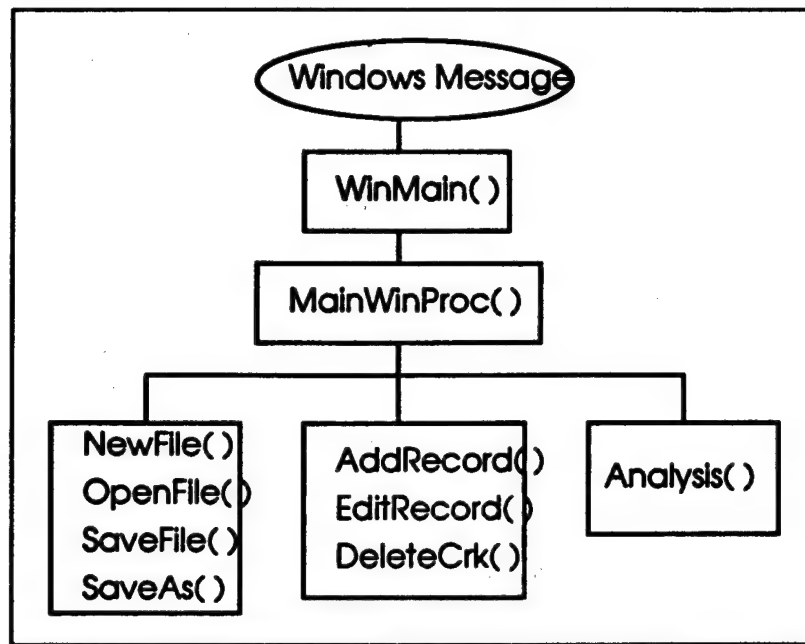 Windows Message
WinMain( )
MainWinProc( )
NewFile( )
OpenFile( )
SaveFile( )
SaveAs( )
AddRecord( )
EditRecord( )
DeleteCrk( )
Analysis( )